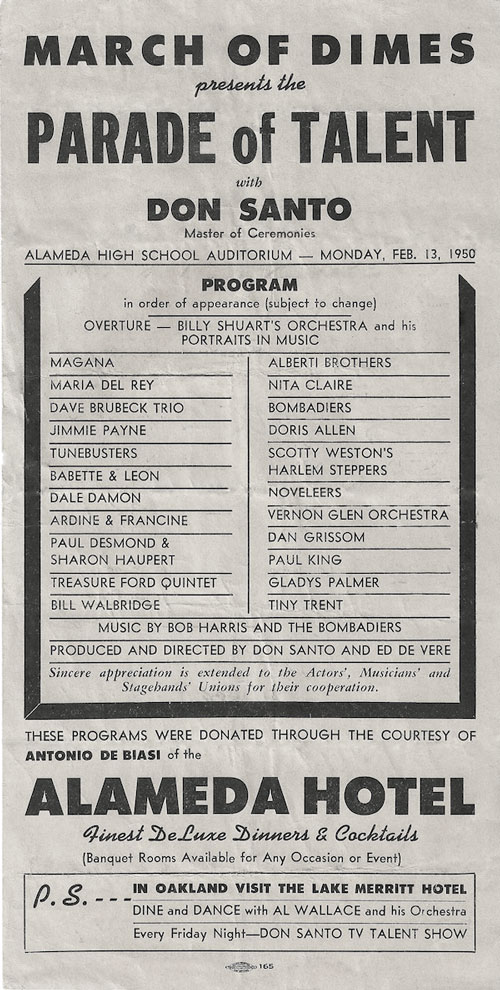 MARCH OF DIMES
presents the
PARADE of TALENT
with
DON SANTO
Master of Ceremonies
ALAMEDA HIGH SCHOOL AUDITORIUM — MONDAY, FEB. 13, 1950
PROGRAM
in order of appearance (subject to change)
OVERTURE — BILLY SHUART'S ORCHESTRA and his
PORTRAITS IN MUSIC
MAGANA
MARIA DEL REY
DAVE BRUBECK TRIO
JIMMIE PAYNE
TUNEBUSTERS
BABETTE & LEON
DALE DAMON
ARDINE & FRANCINE
PAUL DESMOND &
SHARON HAUPERT
TREASURE FORD QUINTET
BILL WALBRIDGE
ALBERTI BROTHERS
NITA CLAIRE
BOMBADIERS
DORIS ALLEN
SCOTTY WESTON'S
HARLEM STEPPERS
NOVELEERS
VERNON GLEN ORCHESTRA
DAN GRISSOM
PAUL KING
GLADYS PALMER
TINY TRENT
MUSIC BY BOB HARRIS AND THE BOMBADIERS
PRODUCED AND DIRECTED BY DON SANTO AND ED DE VERE
Sincere appreciation is extended to the Actors', Musicians' and
Stagehands' Unions for their cooperation.
THESE PROGRAMS WERE DONATED THROUGH THE COURTESY OF
ANTONIO DE BIASI of the
ALAMEDA HOTEL
Finest DeLuxe Dinners & Cocktails
(Banquet Rooms Available for Any Occasion or Event)
P.S.---
IN OAKLAND VISIT THE LAKE MERRITT HOTEL
DINE and DANCE with AL WALLACE and his Orchestra
Every Friday Night—DON SANTO TV TALENT SHOW
165